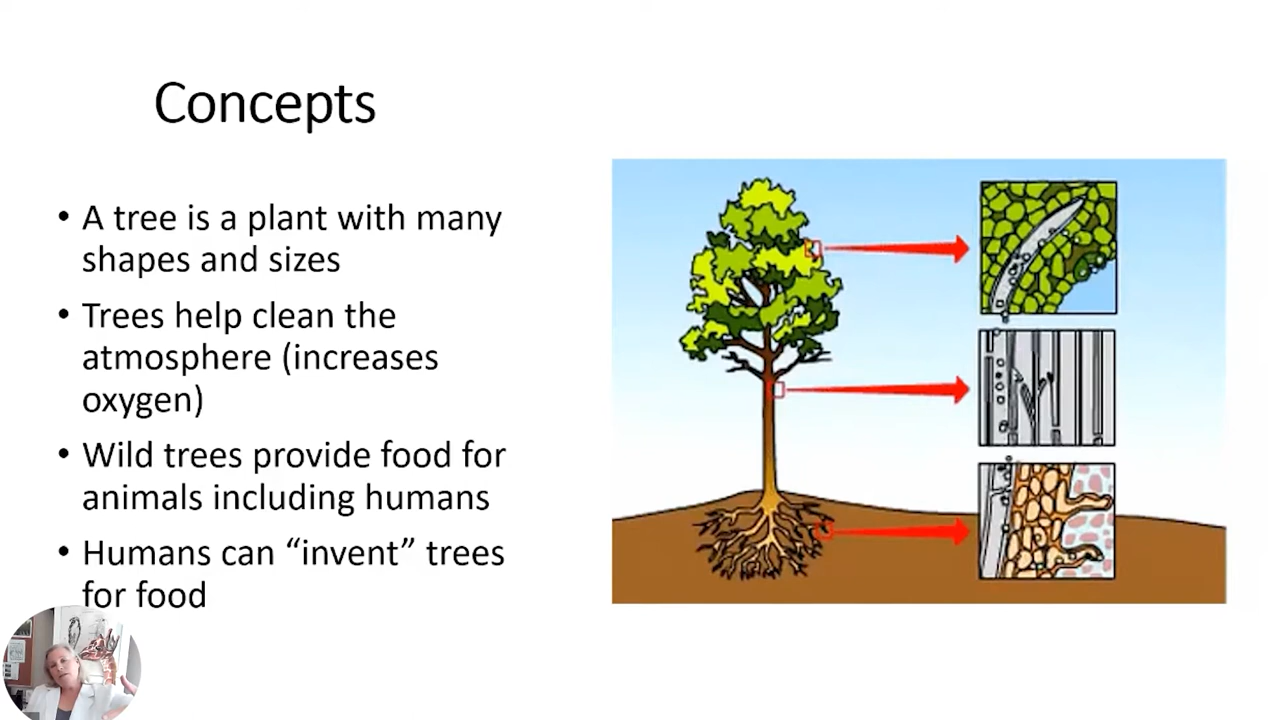 Concepts
• A tree is a plant with many
shapes and sizes
• Trees help clean the
atmosphere (increases
oxygen)
• Wild trees provide food for
animals including humans
• Humans can “invent” trees
for food